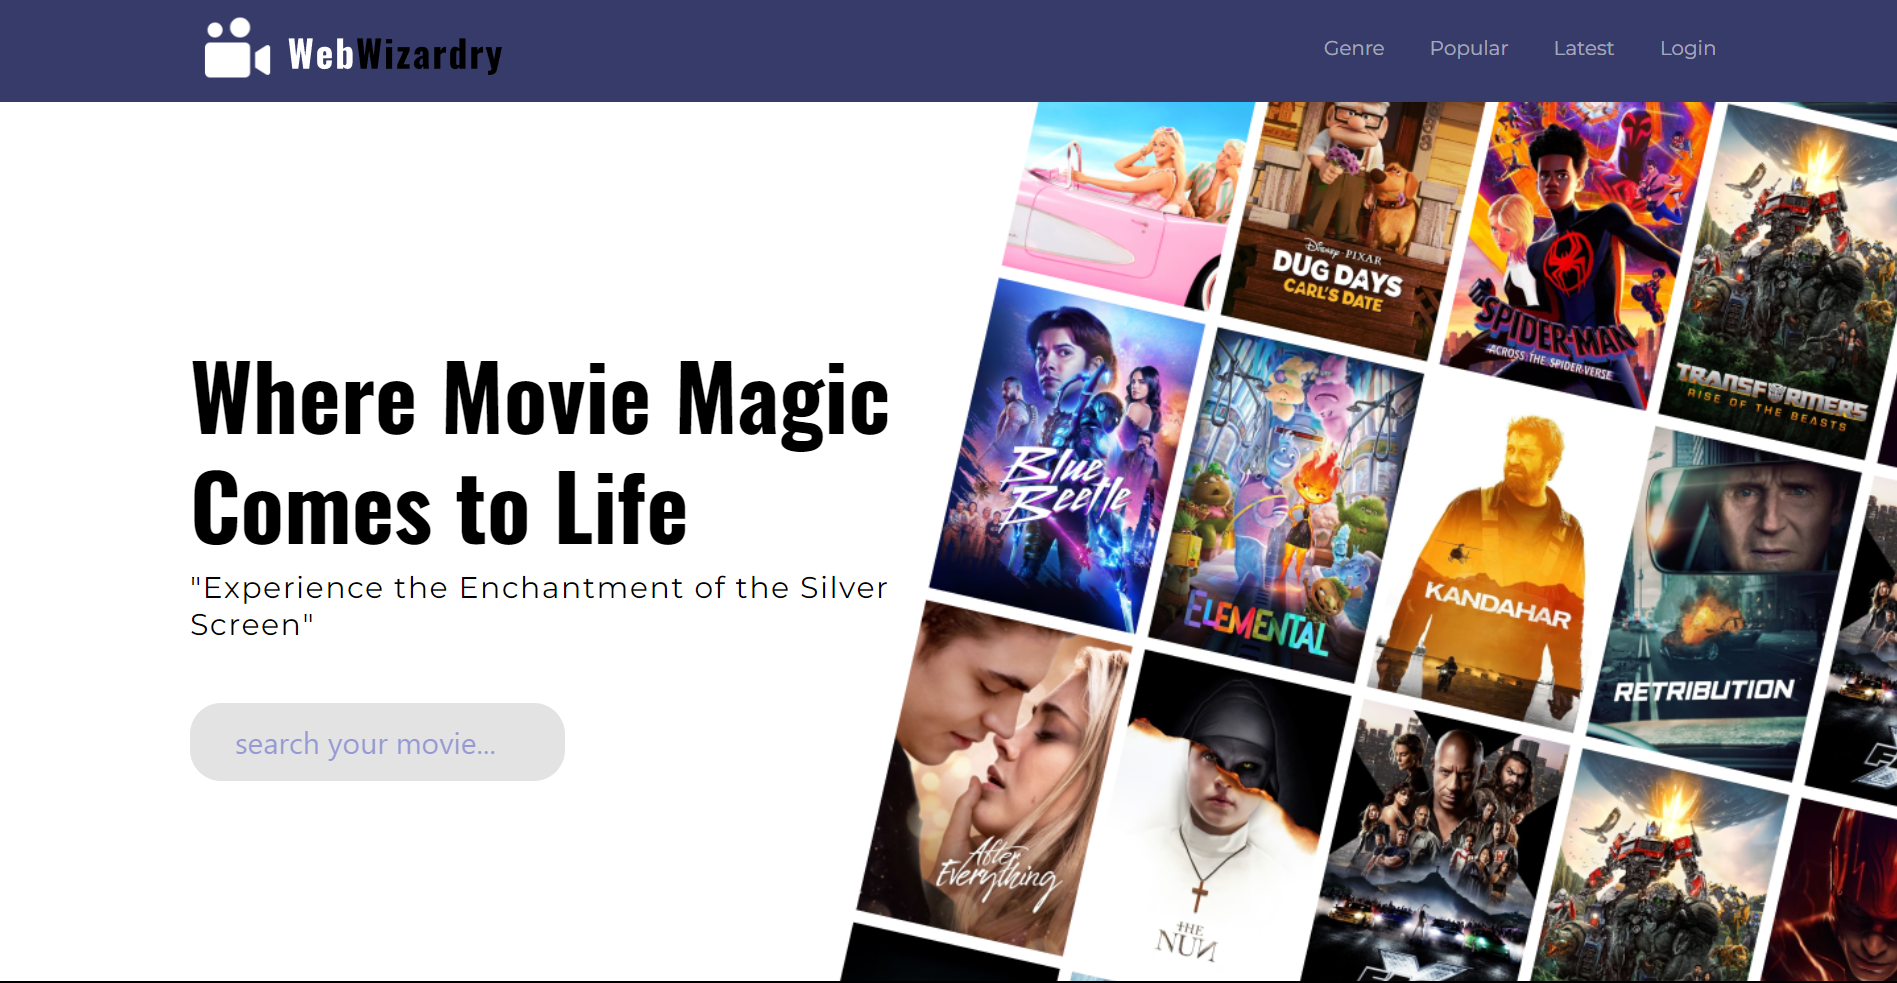 WebWizardry
Genre
Popular
Latest
Login
Where Movie Magic
Comes to Life
"Experience the Enchantment of the Silver
Screen"
search your movie...
Disney · PIXAR
DUG DAYS
CARL'S DATE
SPIDER-MAN
ACROSS THE SPIDER-VERSE
TRANSFORMERS
RISE OF THE BEASTS
Blue
Beetle
ELEMENTAL
KANDAHAR
RETRIBUTION
After
Everything
THE
NUN